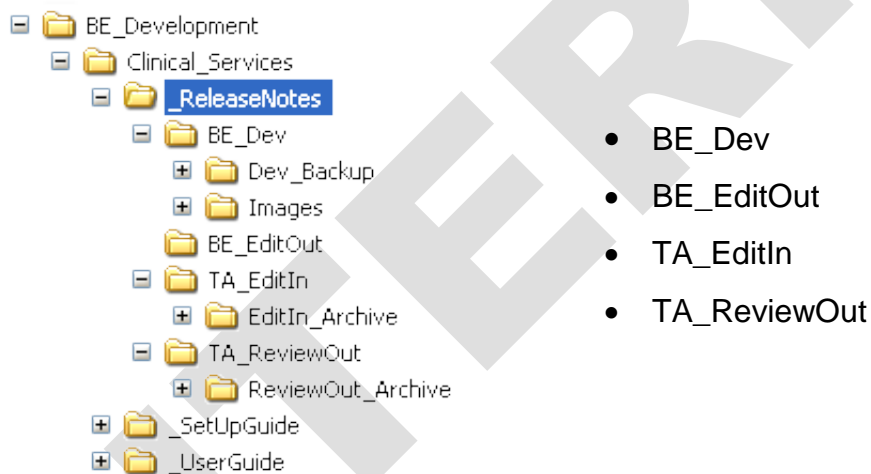 BE_Development
Clinical_Services
_ReleaseNotes
BE_Dev
Dev_Backup
Images
BE_EditOut
TA_EditIn
EditIn_Archive
TA_ReviewOut
ReviewOut_Archive
_SetUpGuide
_UserGuide
• BE_Dev
• BE_EditOut
• TA_EditIn
• TA_ReviewOut